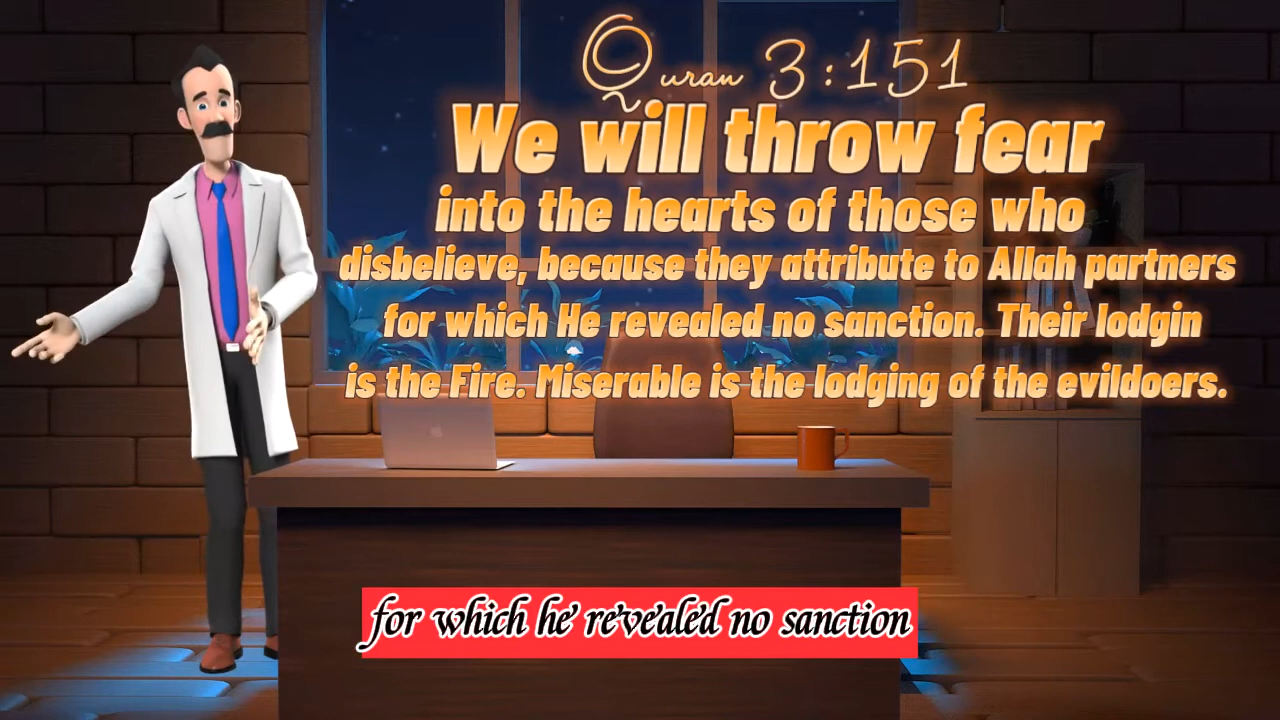 Quran 3:151
We will throw fear
into the hearts of those who
disbelieve, because they attribute to Allah partners
for which He revealed no sanction. Their lodgin
is the Fire. Miserable is the lodging of the evildoers.
for which he revealed no sanction